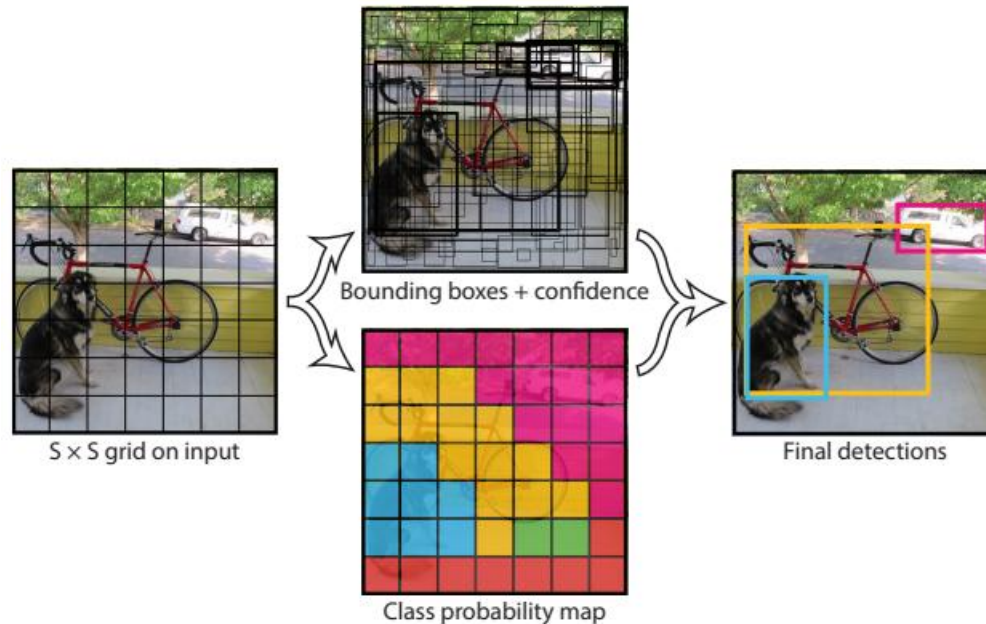 Bounding boxes + confidence
S × S grid on input
Final detections
Class probability map